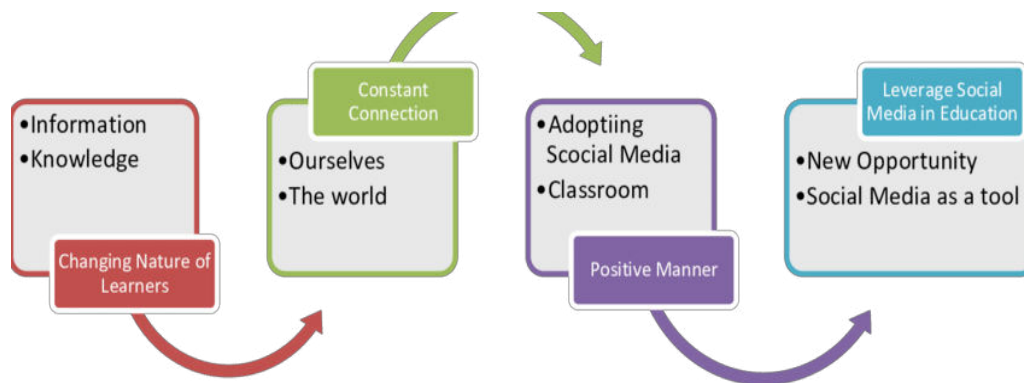 •Information
•Knowledge
Changing Nature of
Learners
Constant
Connection
•Ourselves
•The world
•Adoptiing
Scocial Media
•Classroom
Positive Manner
Leverage Social
Media in Education
•New Opportunity
•Social Media as a tool